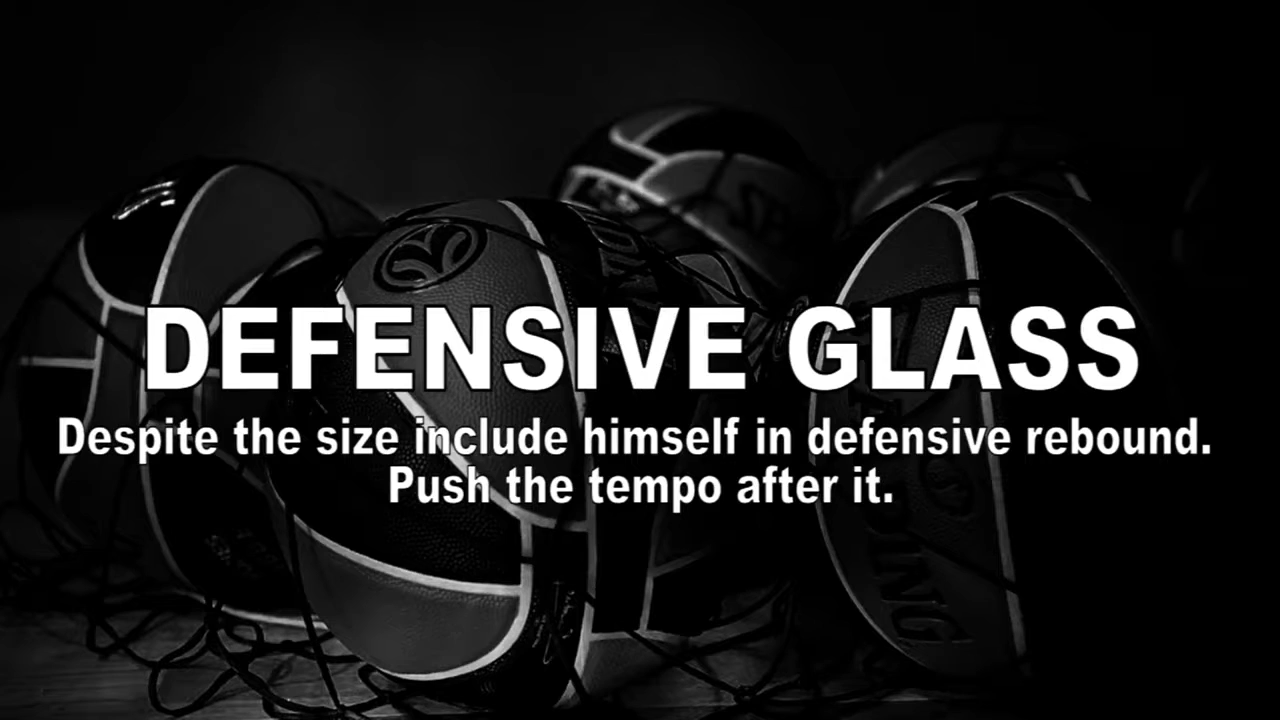 DEFENSIVE GLASS
Despite the size include himself in defensive rebound.
Push the tempo after it.